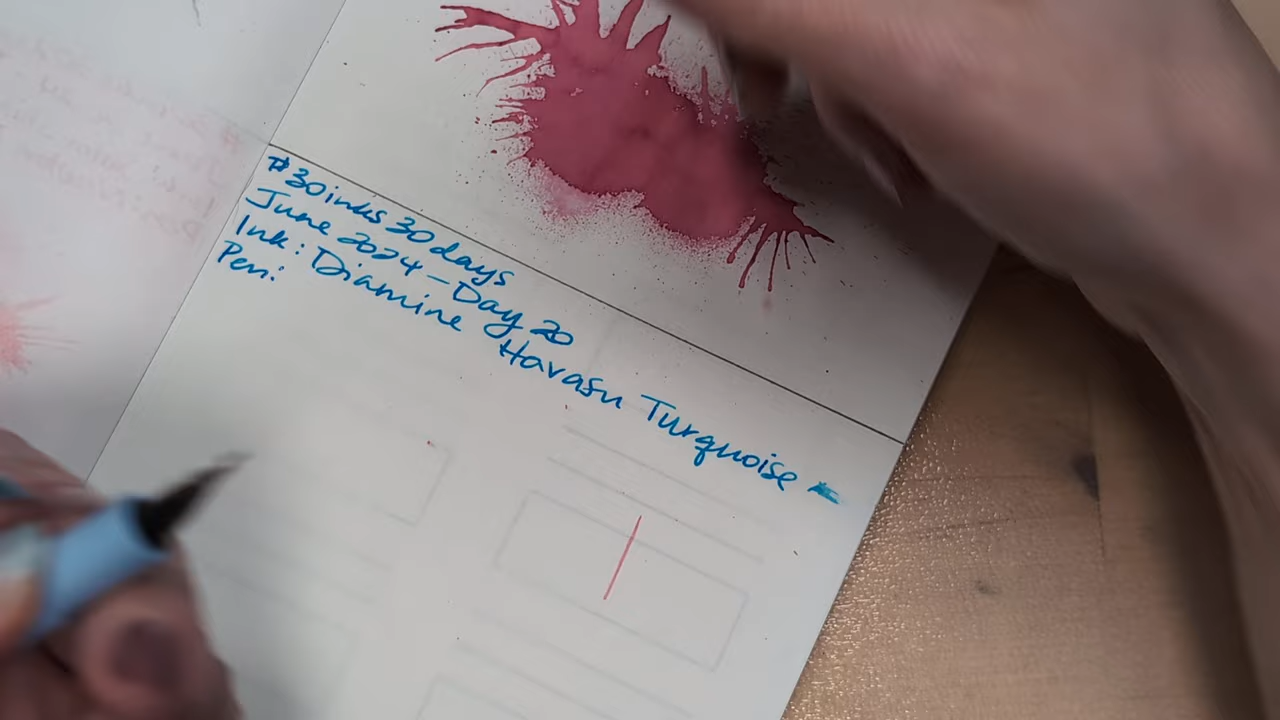 #30inks30days
June 2024 - Day 20
Ink: Diamine Havasu Turquoise
Pen: